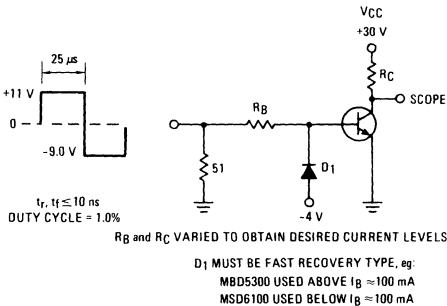 VCC
+30 V
25 μs
RC
+11 V
SCOPE
RB
0
51
D1
−9.0 V
−4 V
tr, tf ≤ 10 ns
DUTY CYCLE = 1.0%
RB and RC VARIED TO OBTAIN DESIRED CURRENT LEVELS
D1 MUST BE FAST RECOVERY TYPE, eg:
MBD5300 USED ABOVE IB ≈ 100 mA
MSD6100 USED BELOW IB ≈ 100 mA